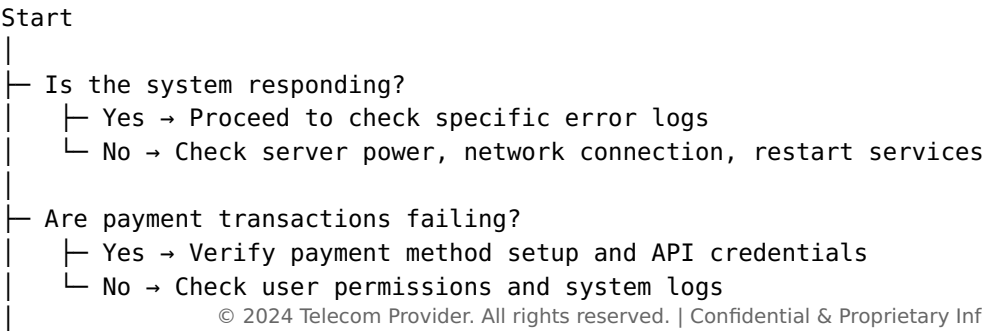 Start
│
├─ Is the system responding?
│   ├─ Yes → Proceed to check specific error logs
│   └─ No → Check server power, network connection, restart services
│
├─ Are payment transactions failing?
│   ├─ Yes → Verify payment method setup and API credentials
│   └─ No → Check user permissions and system logs
│ © 2024 Telecom Provider. All rights reserved. | Confidential & Proprietary Inf